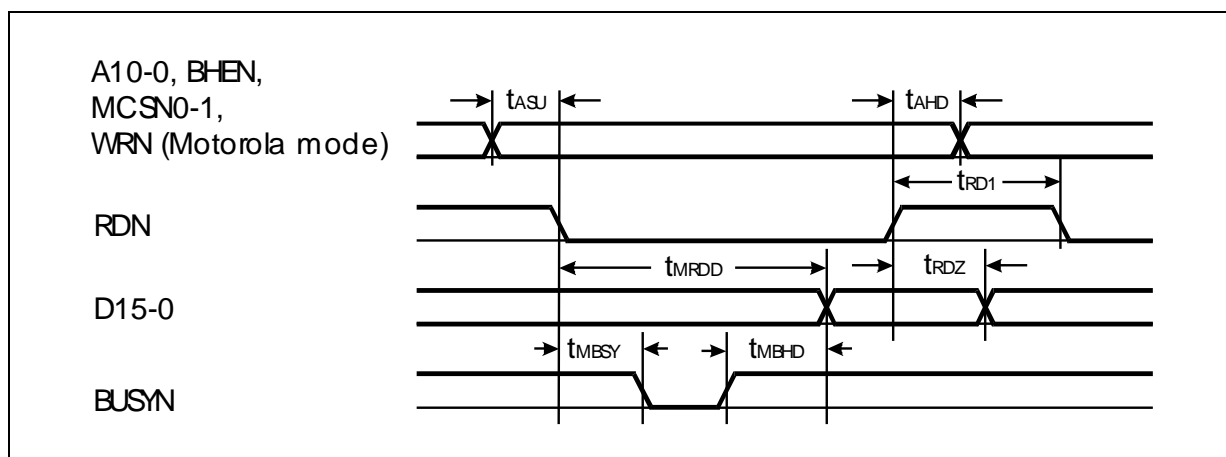 A10-0, BHEN,
MCSN0-1,
WRN (Motorola mode)
tASU
tAHD
tRD1
RDN
tMRDD
tRDZ
D15-0
tMBSY
tMBHD
BUSYN